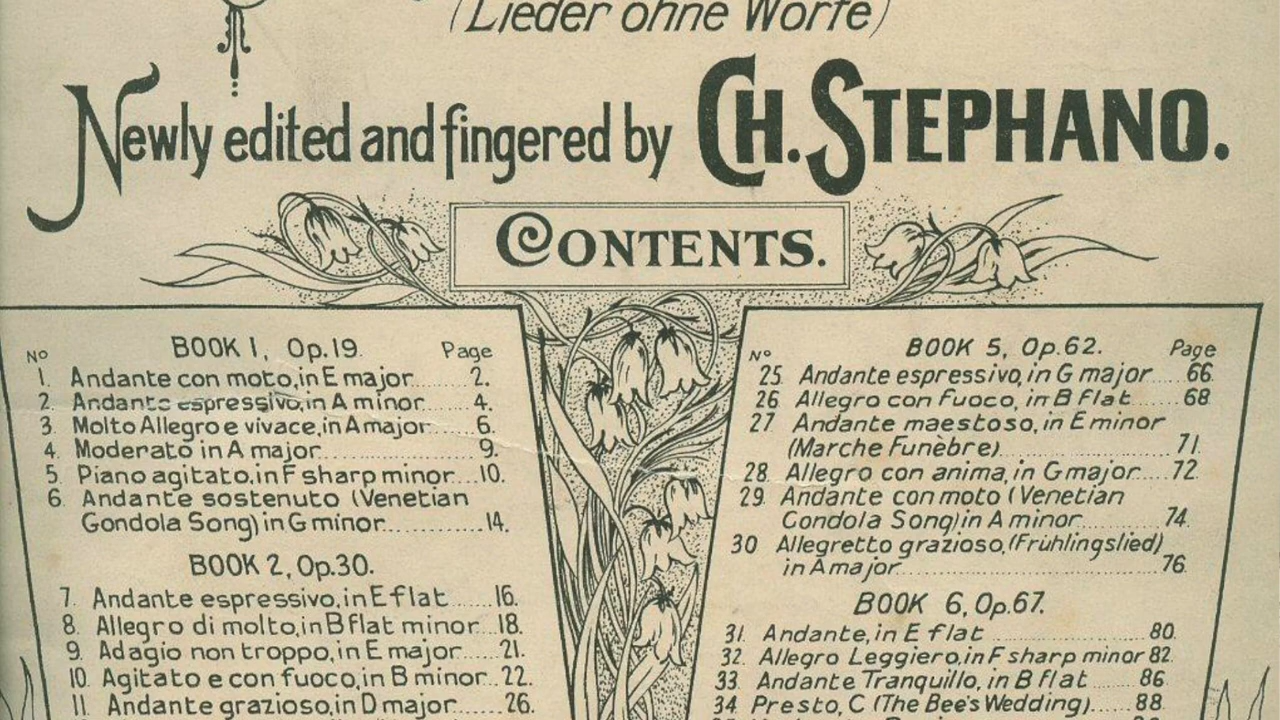 (Lieder ohne Worte)
Newly edited and fingered by CH. STEPHANO.
CONTENTS.
No BOOK 1, Op.19. Page
1. Andante con moto, in E major........2.
2. Andante espressivo, in A minor......4.
3. Molto Allegro e vivace, in A major...6.
4. Moderato in A major..............9.
5. Piano agitato, in F sharp minor...10.
6. Andante sostenuto (Venetian
Gondola Song) in G minor..........14.
BOOK 2, Op.30.
7. Andante espressivo, in E flat......16.
8. Allegro di molto, in B flat minor...18.
9. Adagio non troppo, in E major.....21.
10. Agitato e con fuoco, in B minor..22.
11. Andante grazioso, in D major......26.
No BOOK 5, Op.62. Page
25 Andante espressivo, in G major....66.
26 Allegro con fuoco, in B flat......68
27 Andante maestoso, in E minor
(Marche Funèbre)..................71.
28. Allegro con anima, in G major....72.
29. Andante con moto (Venetian
Gondola Song) in A minor..........74.
30 Allegretto grazioso, (Frühlingslied)
in A major........................76.
BOOK 6, Op.67.
31. Andante, in E flat................80.
32. Allegro Leggiero, in F sharp minor 82.
33. Andante Tranquillo, in B flat......86
34 Presto, C (The Bee's Wedding).....88